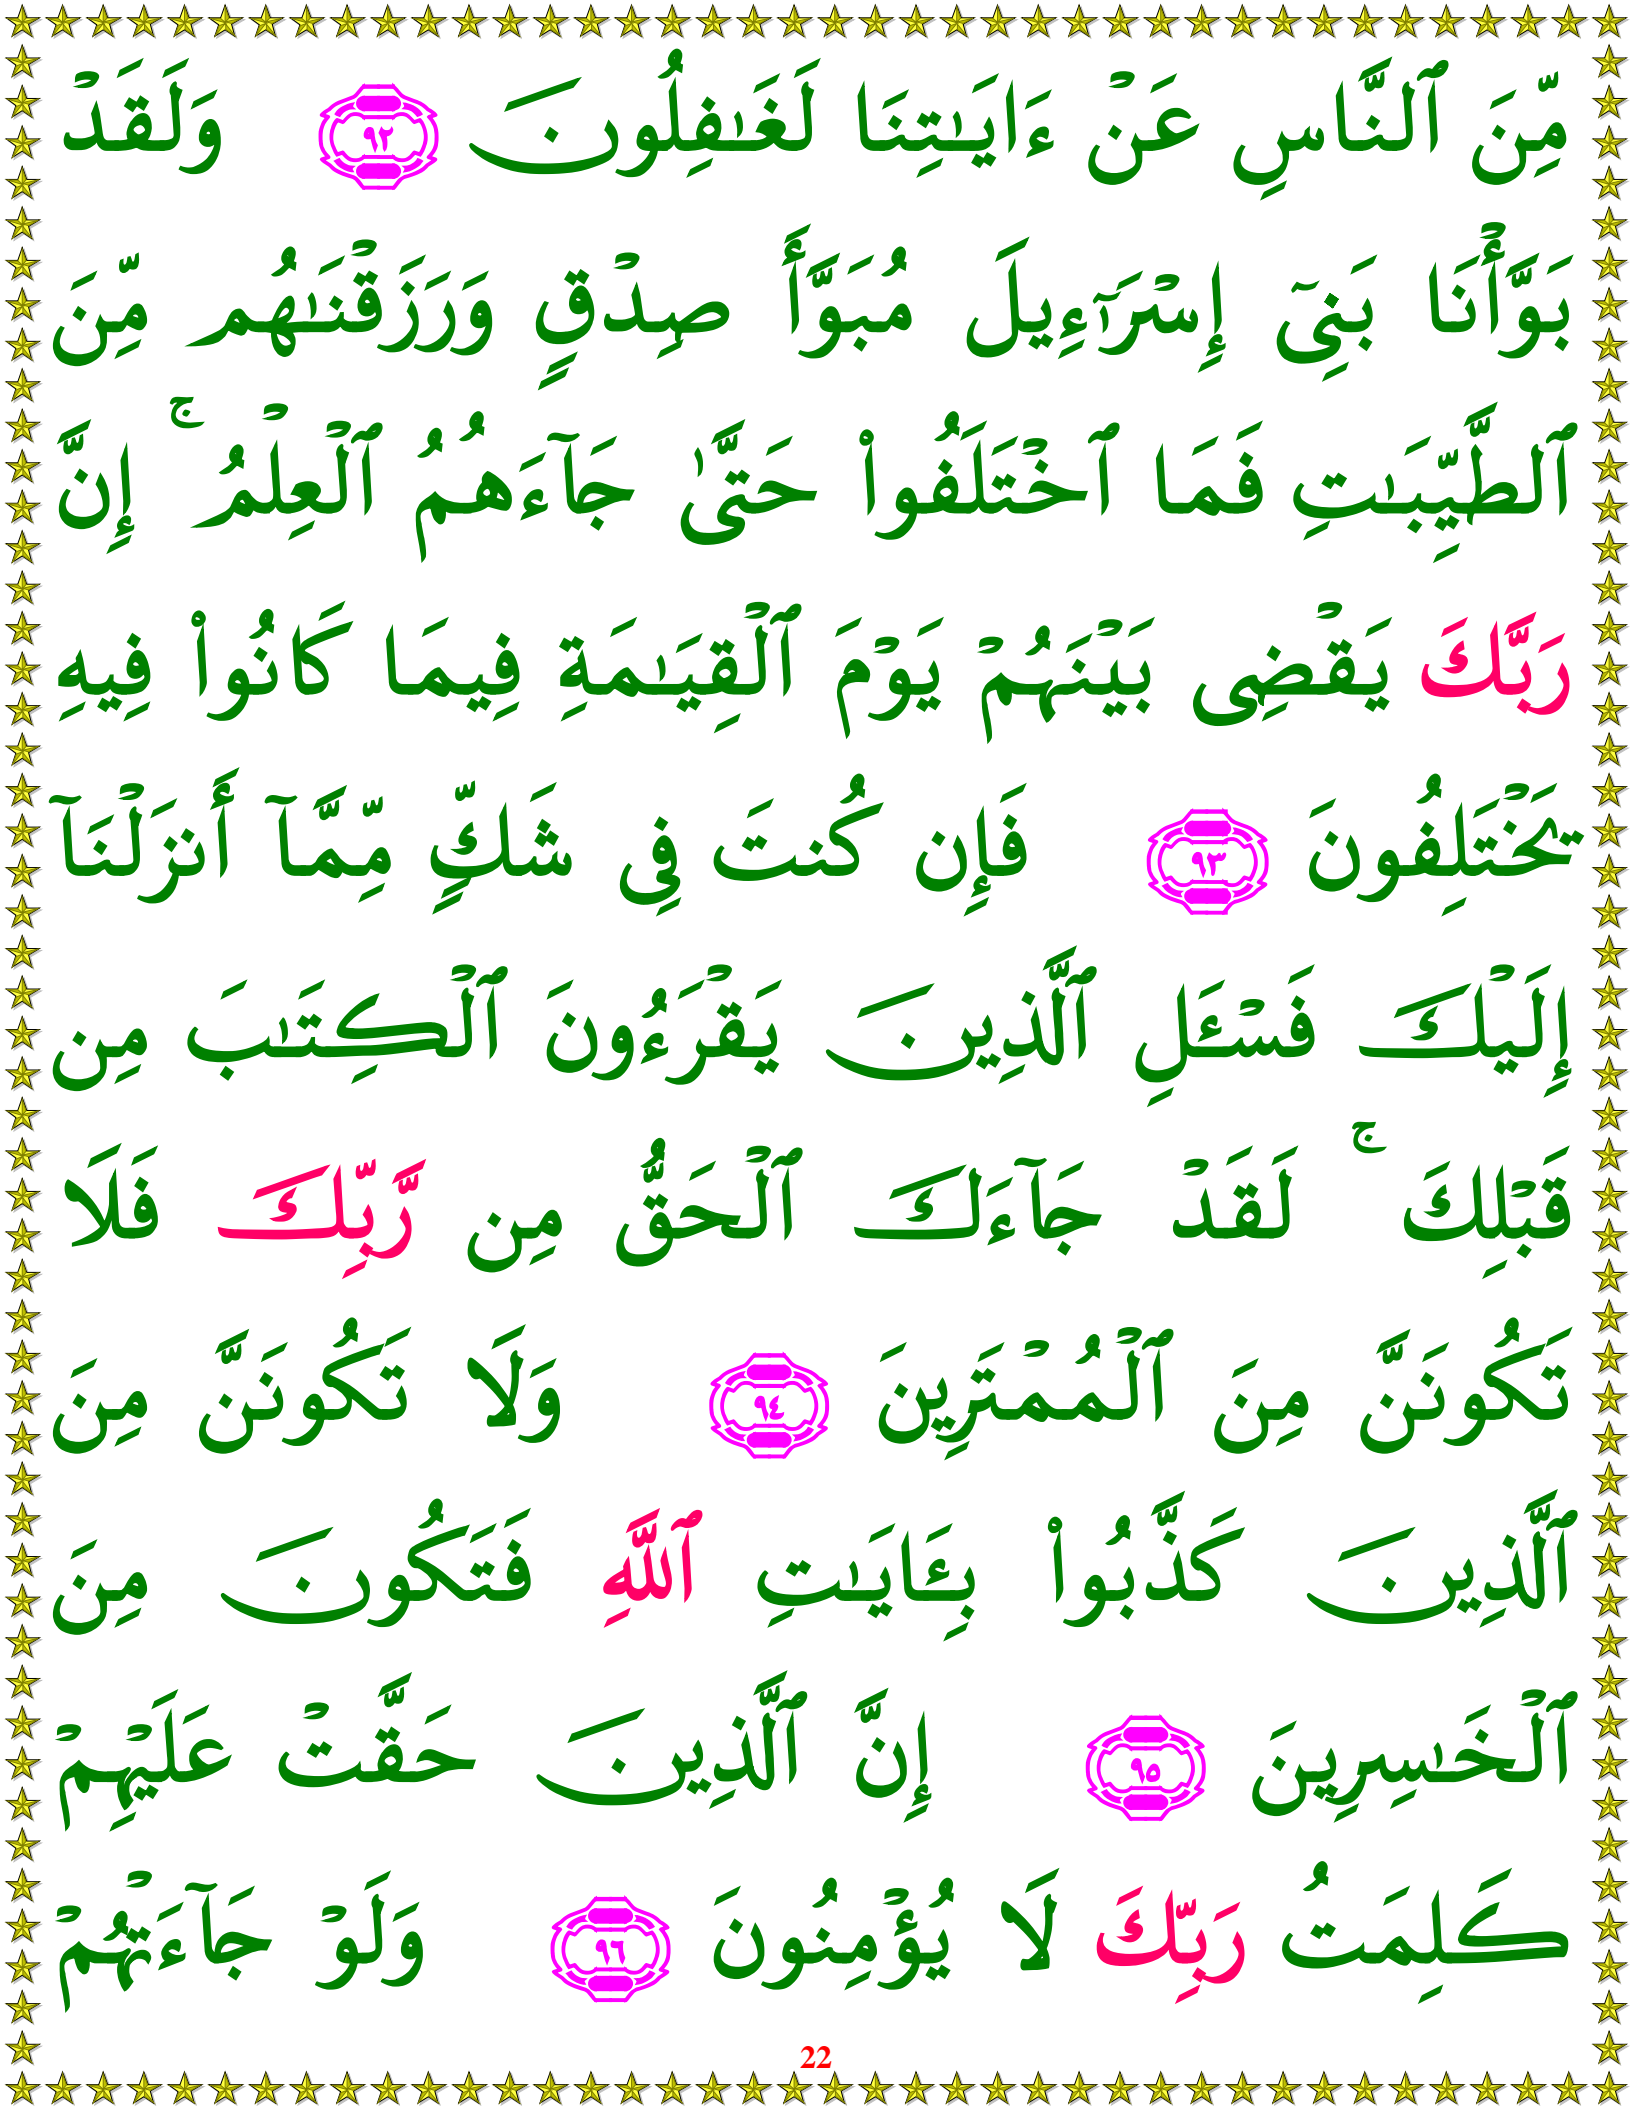 مِّنَ ٱلنَّاسِ عَنْ ءَايَـٰتِنَا لَغَـٰفِلُونَ ٩٢ وَلَقَدْ
بَوَّأْنَا بَنِىٓ إِسْرَٰٓءِيلَ مُبَوَّأَ صِدْقٍ وَرَزَقْنَـٰهُم مِّنَ
ٱلطَّيِّبَـٰتِ فَمَا ٱخْتَلَفُوا۟ حَتَّىٰ جَآءَهُمُ ٱلْعِلْمُ ۚ إِنَّ
رَبَّكَ يَقْضِى بَيْنَهُمْ يَوْمَ ٱلْقِيَـٰمَةِ فِيمَا كَانُوا۟ فِيهِ
يَخْتَلِفُونَ ٩٣ فَإِن كُنتَ فِى شَكٍّ مِّمَّآ أَنزَلْنَآ
إِلَيْكَ فَسْـَٔلِ ٱلَّذِينَ يَقْرَءُونَ ٱلْكِتَـٰبَ مِن
قَبْلِكَ ۚ لَقَدْ جَآءَكَ ٱلْحَقُّ مِن رَّبِّكَ فَلَا
تَكُونَنَّ مِنَ ٱلْمُمْتَرِينَ ٩٤ وَلَا تَكُونَنَّ مِنَ
ٱلَّذِينَ كَذَّبُوا۟ بِـَٔايَـٰتِ ٱللَّهِ فَتَكُونَ مِنَ
ٱلْخَـٰسِرِينَ ٩٥ إِنَّ ٱلَّذِينَ حَقَّتْ عَلَيْهِمْ
كَلِمَتُ رَبِّكَ لَا يُؤْمِنُونَ ٩٦ وَلَوْ جَآءَتْهُمْ
22